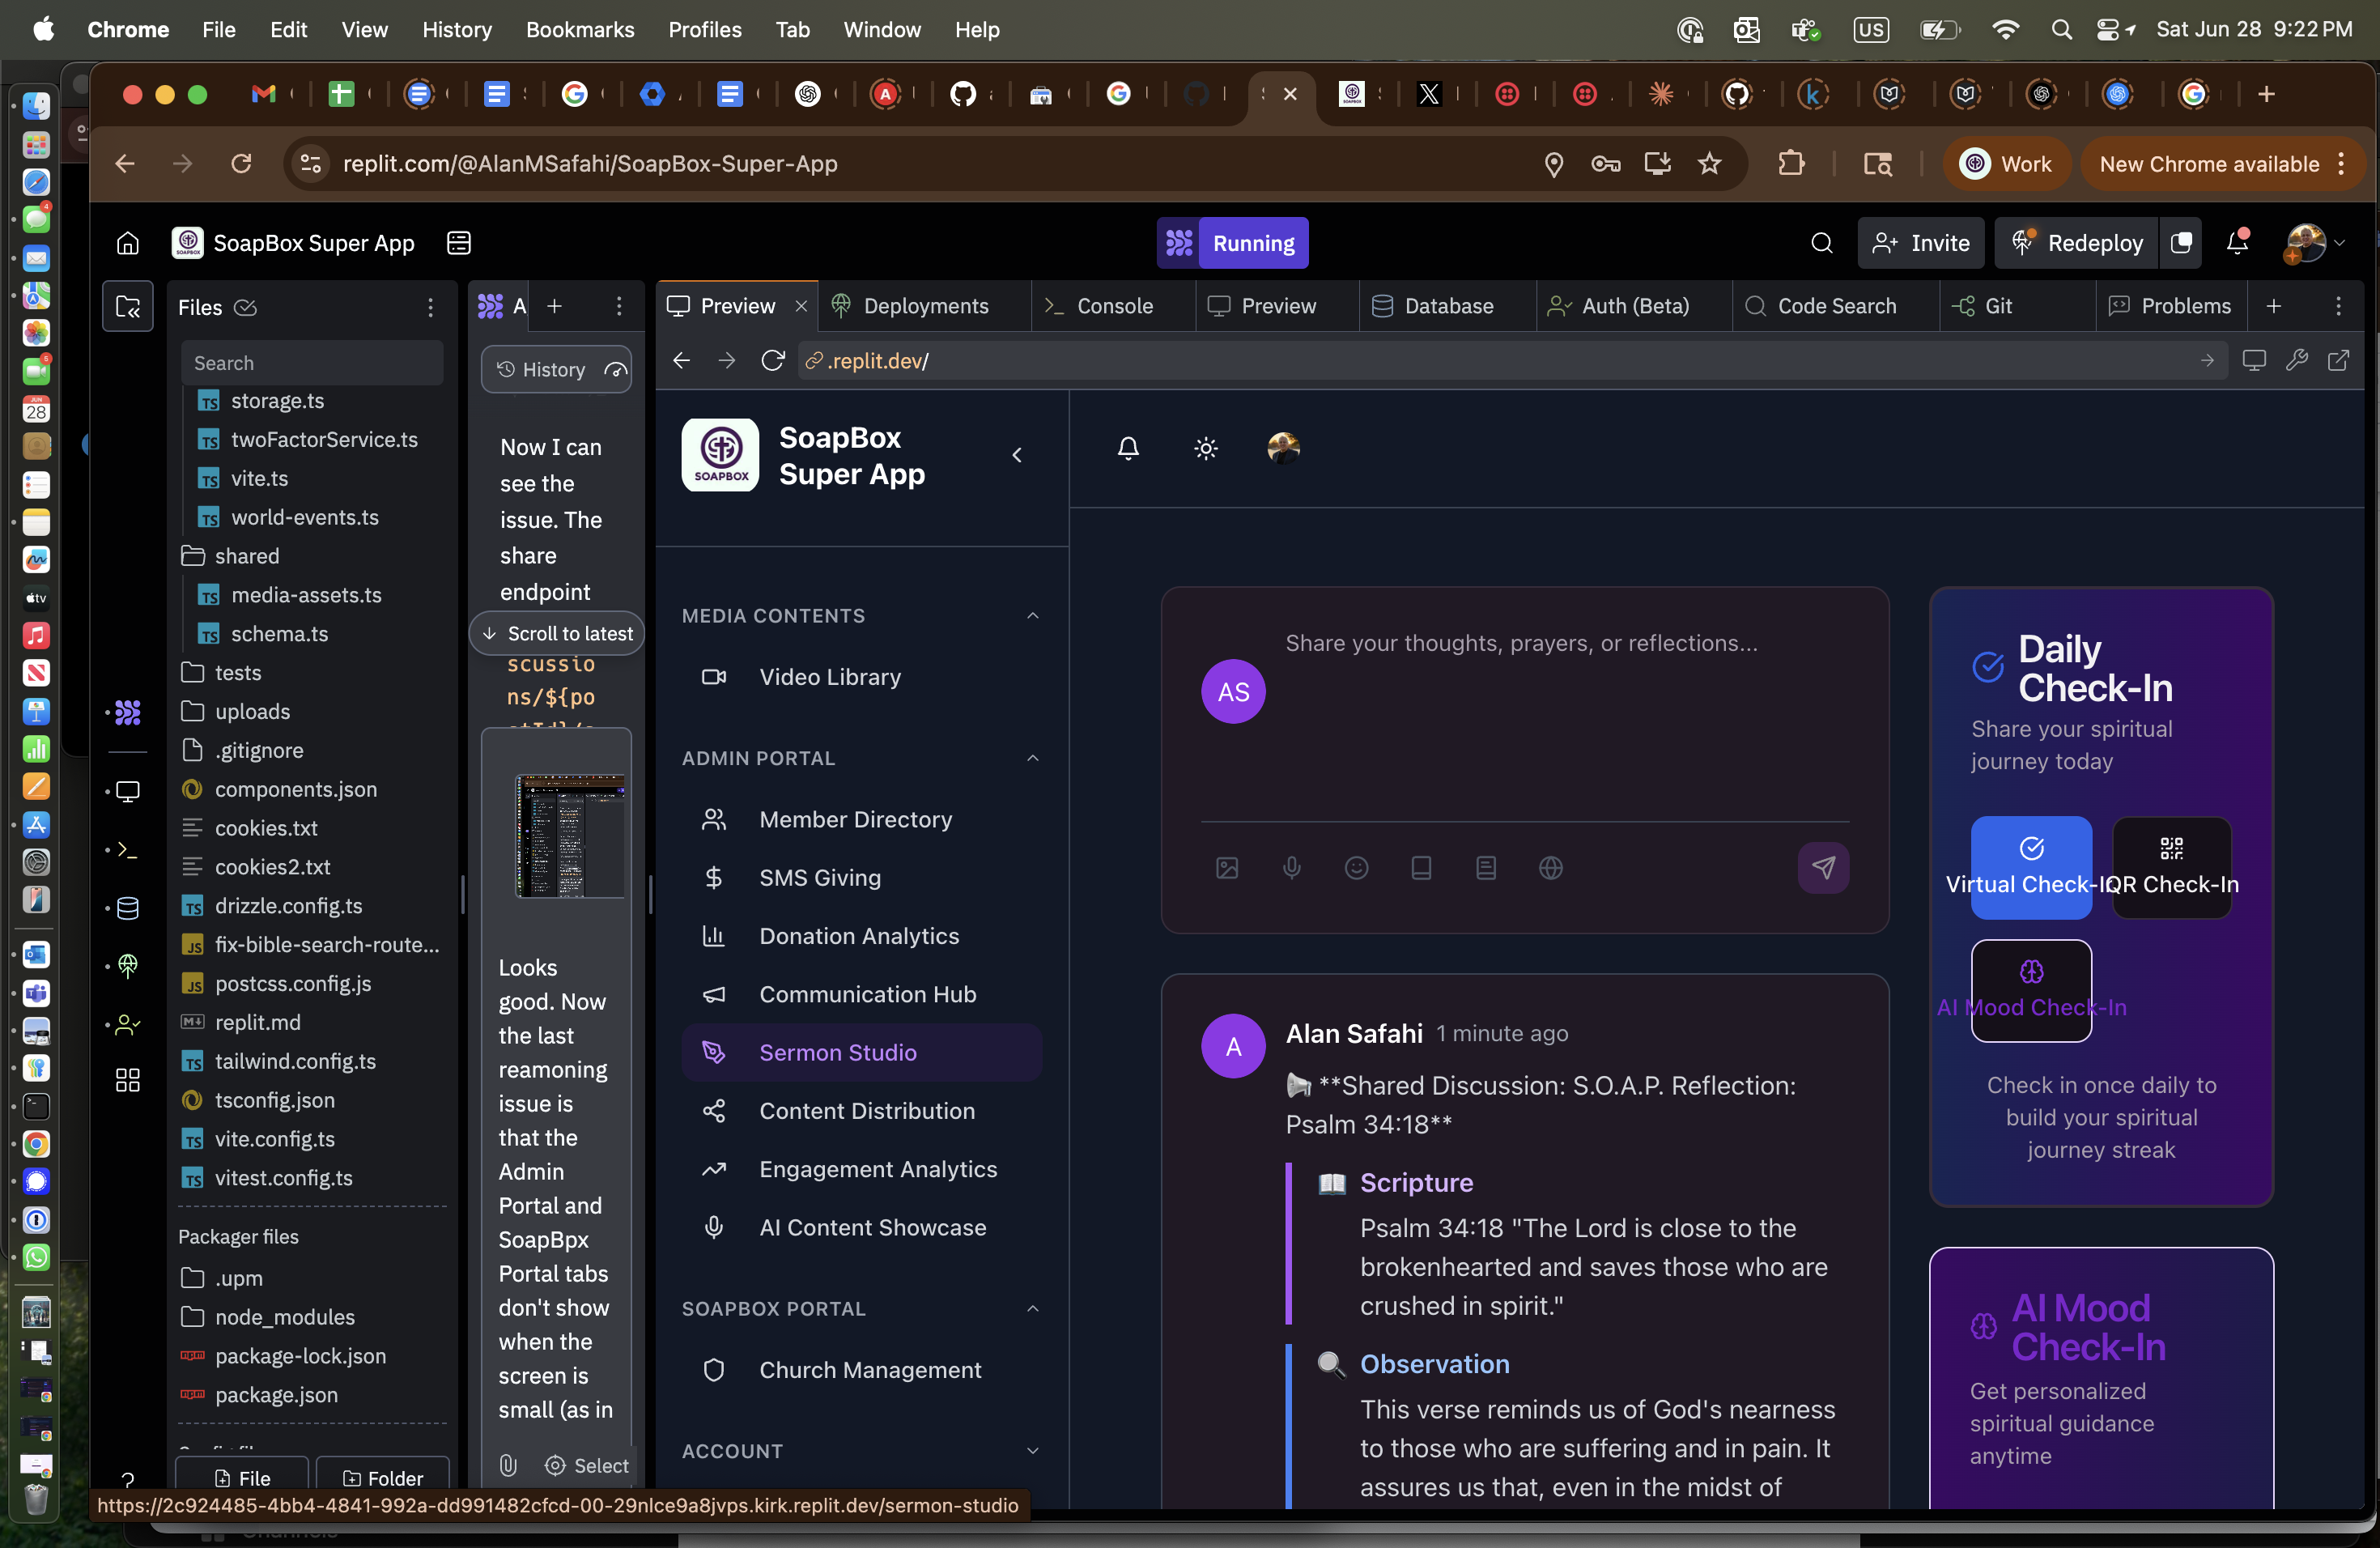 Chrome File Edit View History Bookmarks Profiles Tab Window Help
US Sat Jun 28 9:22 PM
replit.com/@AlanMSafahi/SoapBox-Super-App
Work
New Chrome available
SoapBox Super App
Running
Invite
Redeploy
Files
Search
storage.ts
twoFactorService.ts
vite.ts
world-events.ts
shared
media-assets.ts
schema.ts
tests
uploads
.gitignore
components.json
cookies.txt
cookies2.txt
drizzle.config.ts
fix-bible-search-route...
postcss.config.js
replit.md
tailwind.config.ts
tsconfig.json
vite.config.ts
vitest.config.ts
Packager files
.upm
node_modules
package-lock.json
package.json
File
Folder
https://2c924485-4bb4-4841-992a-dd991482cfcd-00-29nlce9a8jvps.kirk.replit.dev/sermon-studio
A
History
Now I can
see the
issue. The
share
endpoint
Scroll to latest
scussio
ns/${po
Looks
good. Now
the last
reamoning
issue is
that the
Admin
Portal and
SoapBpx
Portal tabs
don't show
when the
screen is
small (as in
Select
Preview
Deployments
Console
Preview
Database
Auth (Beta)
Code Search
Git
Problems
.replit.dev/
SOAPBOX
SoapBox
Super App
MEDIA CONTENTS
Video Library
ADMIN PORTAL
Member Directory
SMS Giving
Donation Analytics
Communication Hub
Sermon Studio
Content Distribution
Engagement Analytics
AI Content Showcase
SOAPBOX PORTAL
Church Management
ACCOUNT
AS
Share your thoughts, prayers, or reflections...
A
Alan Safahi 1 minute ago
**Shared Discussion: S.O.A.P. Reflection:
Psalm 34:18**
Scripture
Psalm 34:18 "The Lord is close to the
brokenhearted and saves those who are
crushed in spirit."
Observation
This verse reminds us of God's nearness
to those who are suffering and in pain. It
assures us that, even in the midst of
Daily
Check-In
Share your spiritual
journey today
Virtual Check-In
QR Check-In
AI Mood Check-In
Check in once daily to
build your spiritual
journey streak
AI Mood
Check-In
Get personalized
spiritual guidance
anytime